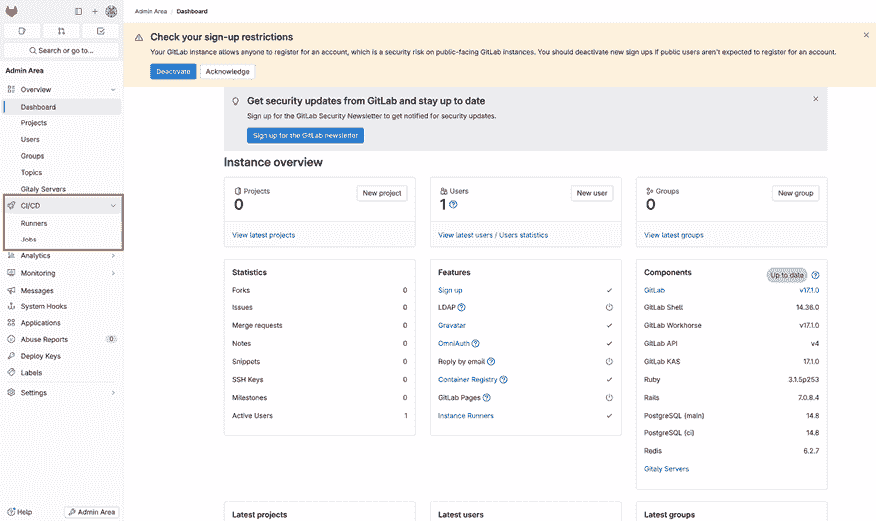 Admin Area / Dashboard
Search or go to...
Admin Area
Overview
Dashboard
Projects
Users
Groups
Topics
Gitaly Servers
CI/CD
Runners
Jobs
Analytics
Monitoring
Messages
System Hooks
Applications
Abuse Reports 0
Deploy Keys
Labels
Settings
Help
Admin Area
Check your sign-up restrictions
Your GitLab instance allows anyone to register for an account, which is a security risk on public-facing GitLab instances. You should deactivate new sign ups if public users aren't expected to register for an account.
Deactivate Acknowledge
Get security updates from GitLab and stay up to date
Sign up for the GitLab Security Newsletter to get notified for security updates.
Sign up for the GitLab newsletter
Instance overview
Projects
0
New project
View latest projects
Users
1
New user
View latest users / Users statistics
Groups
0
New group
View latest groups
Statistics
Forks 0
Issues 0
Merge requests 0
Notes 0
Snippets 0
SSH Keys 0
Milestones 0
Active Users 1
Features
Sign up
LDAP
Gravatar
OmniAuth
Reply by email
Container Registry
GitLab Pages
Instance Runners
Components Up to date
GitLab v17.1.0
GitLab Shell 14.36.0
GitLab Workhorse v17.1.0
GitLab API v4
GitLab KAS 17.1.0
Ruby 3.1.5p253
Rails 7.0.8.4
PostgreSQL (main) 14.8
PostgreSQL (ci) 14.8
Redis 6.2.7
Gitaly Servers
Latest projects
Latest users
Latest groups